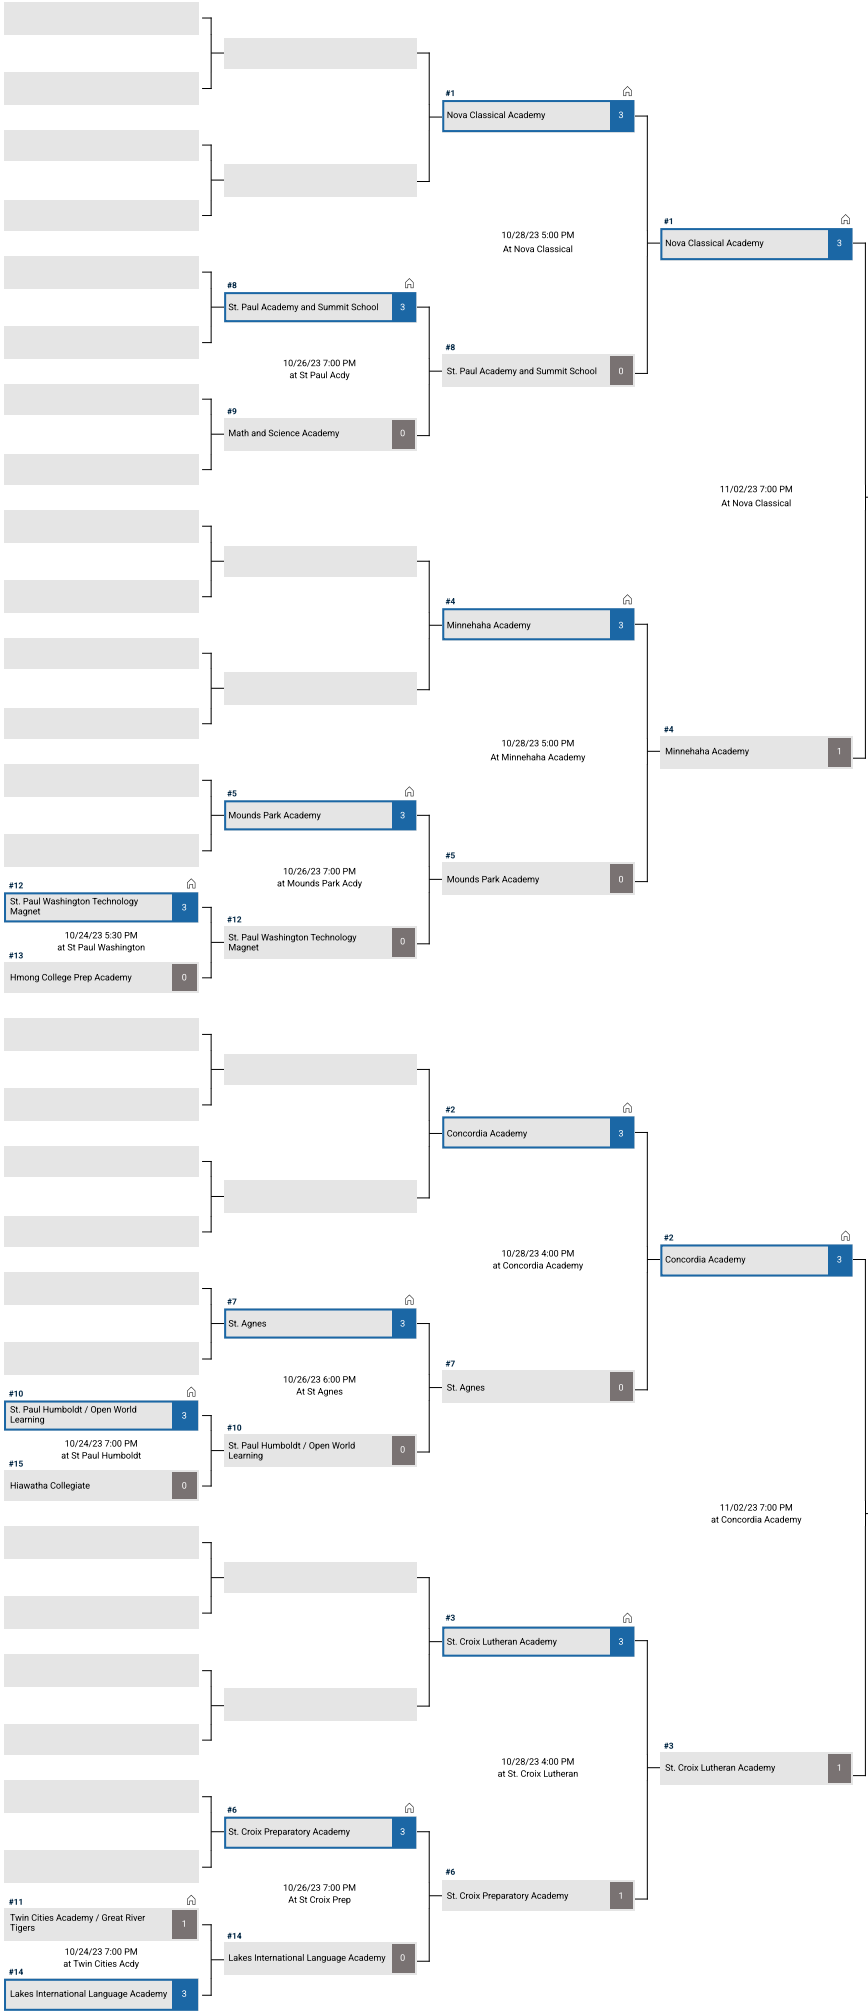 #1
Nova Classical Academy 3
10/28/23 5:00 PM
At Nova Classical
#1
Nova Classical Academy 3
#8
St. Paul Academy and Summit School 3
10/26/23 7:00 PM
at St Paul Acdy
#8
St. Paul Academy and Summit School 0
#9
Math and Science Academy 0
11/02/23 7:00 PM
At Nova Classical
#4
Minnehaha Academy 3
10/28/23 5:00 PM
At Minnehaha Academy
#4
Minnehaha Academy 1
#5
Mounds Park Academy 3
10/26/23 7:00 PM
at Mounds Park Acdy
#5
Mounds Park Academy 0
#12
St. Paul Washington Technology
Magnet 3
10/24/23 5:30 PM
at St Paul Washington
#13
Hmong College Prep Academy 0
#12
St. Paul Washington Technology
Magnet 0
#2
Concordia Academy 3
10/28/23 4:00 PM
at Concordia Academy
#2
Concordia Academy 3
#7
St. Agnes 3
10/26/23 6:00 PM
At St Agnes
#7
St. Agnes 0
#10
St. Paul Humboldt / Open World
Learning 3
10/24/23 7:00 PM
at St Paul Humboldt
#15
Hiawatha Collegiate 0
#10
St. Paul Humboldt / Open World
Learning 0
11/02/23 7:00 PM
at Concordia Academy
#3
St. Croix Lutheran Academy 3
10/28/23 4:00 PM
at St. Croix Lutheran
#3
St. Croix Lutheran Academy 1
#6
St. Croix Preparatory Academy 3
10/26/23 7:00 PM
At St Croix Prep
#6
St. Croix Preparatory Academy 1
#11
Twin Cities Academy / Great River
Tigers 1
10/24/23 7:00 PM
at Twin Cities Acdy
#14
Lakes International Language Academy 3
#14
Lakes International Language Academy 0